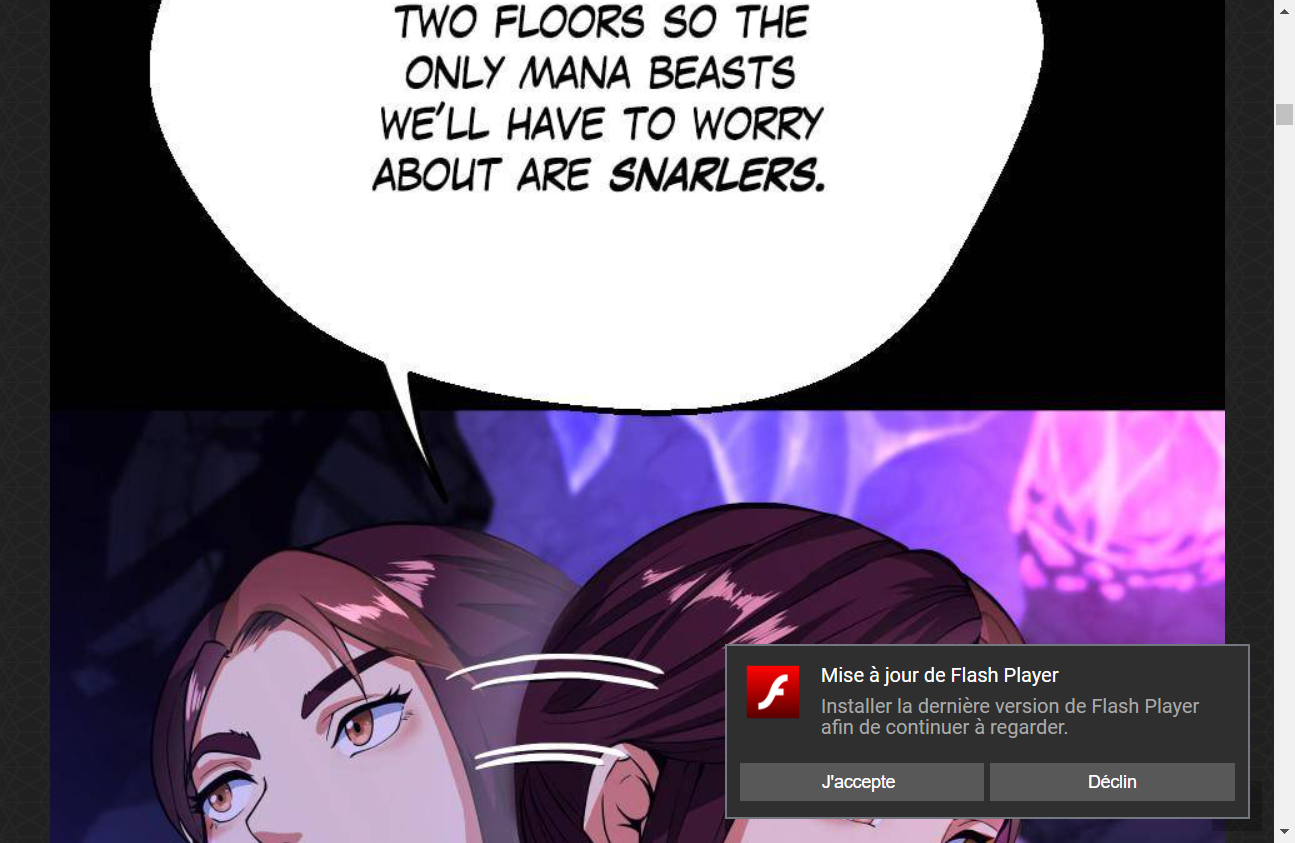 TWO FLOORS SO THE
ONLY MANA BEASTS
WE'LL HAVE TO WORRY
ABOUT ARE SNARLERS.
Mise à jour de Flash Player
Installer la dernière version de Flash Player
afin de continuer à regarder.
J'accepte
Déclin